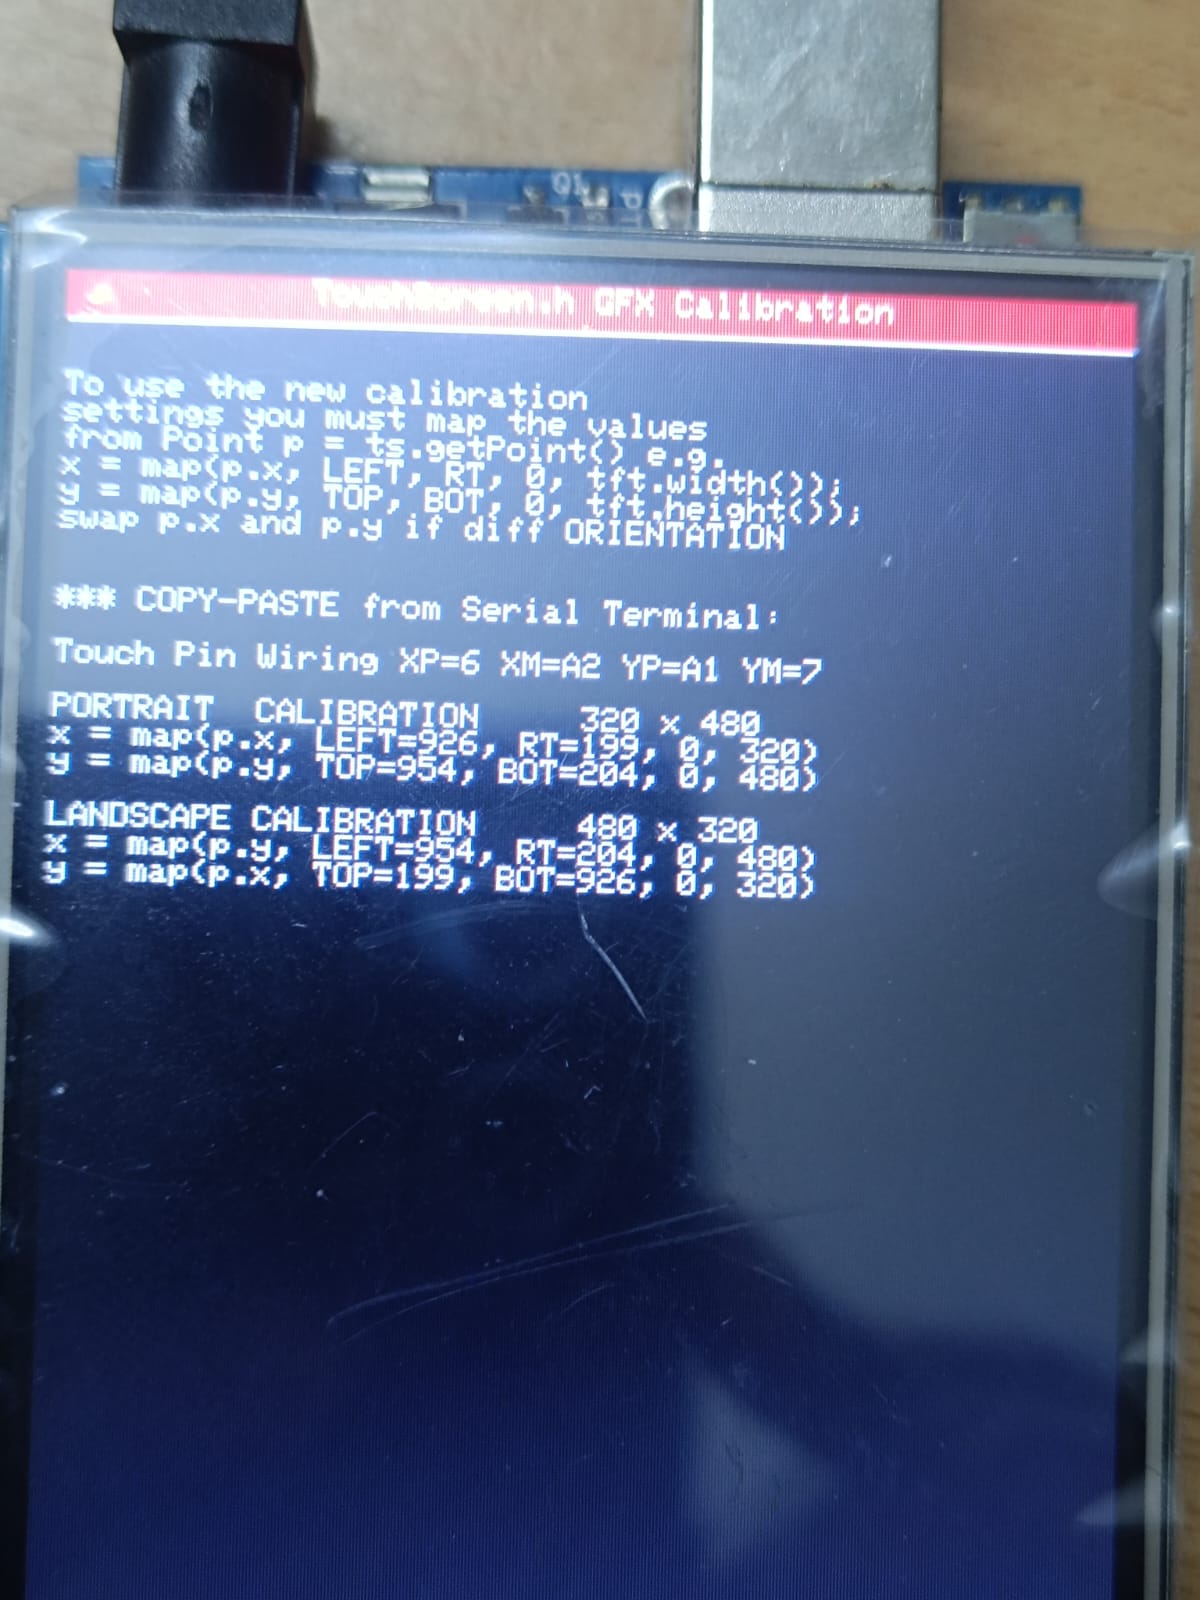 Q1
TouchScreen.h GFX Calibration
To use the new calibration
settings you must map the values
from Point p = ts.getPoint() e.g.
x = map(p.x, LEFT, RT, 0, tft.width());
y = map(p.y, TOP, BOT, 0, tft.height());
swap p.x and p.y if diff ORIENTATION
*** COPY-PASTE from Serial Terminal:
Touch Pin Wiring XP=6 XM=A2 YP=A1 YM=7
PORTRAIT  CALIBRATION     320 x 480
x = map(p.x, LEFT=926, RT=199, 0, 320)
y = map(p.y, TOP=954, BOT=204, 0, 480)
LANDSCAPE CALIBRATION     480 x 320
x = map(p.y, LEFT=954, RT=204, 0, 480)
y = map(p.x, TOP=199, BOT=926, 0, 320)